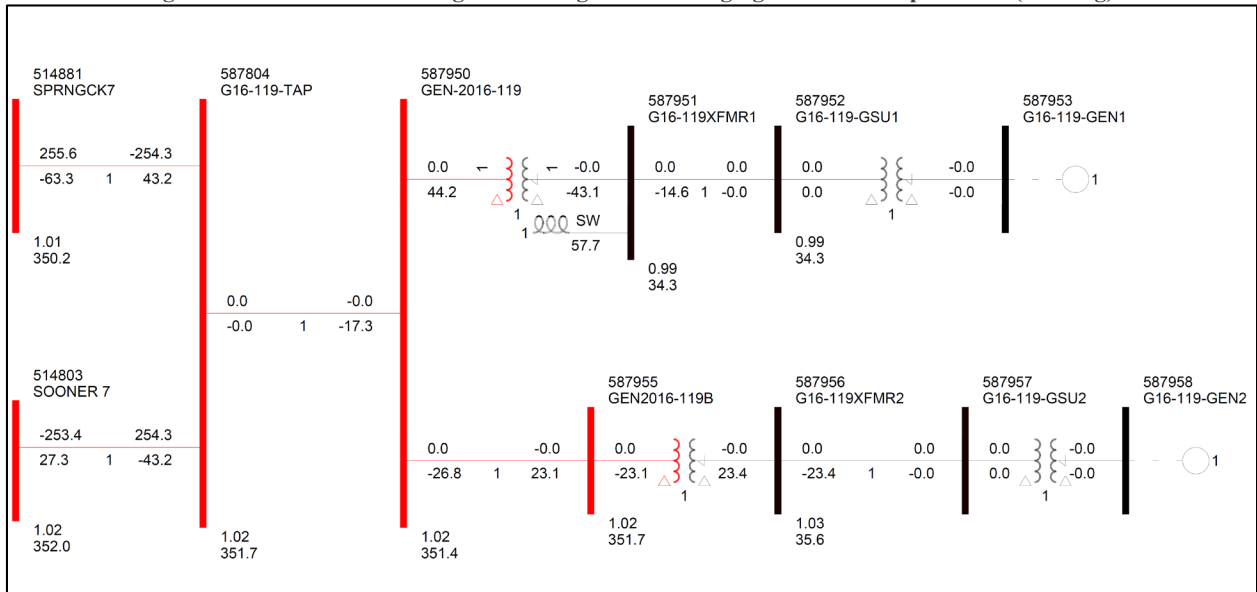 514881
SPRNGCK7
255.6 -254.3
-63.3 1 43.2
1.01
350.2
514803
SOONER 7
-253.4 254.3
27.3 1 -43.2
1.02
352.0
587804
G16-119-TAP
0.0 -0.0
-0.0 1 -17.3
1.02
351.7
587950
GEN-2016-119
0.0 1 1 -0.0
44.2 -43.1
1
1 SW
57.7
0.0 -0.0
-26.8 1 23.1
1.02
351.4
587951
G16-119XFMR1
0.0 0.0
-14.6 1 -0.0
0.99
34.3
587952
G16-119-GSU1
0.0 -0.0
0.0 -0.0
1
0.99
34.3
587953
G16-119-GEN1
1
587955
GEN2016-119B
0.0 -0.0
-23.1 23.4
1
1.02
351.7
587956
G16-119XFMR2
0.0 0.0
-23.4 1 -0.0
1.03
35.6
587957
G16-119-GSU2
0.0 -0.0
0.0 -0.0
1
587958
G16-119-GEN2
1